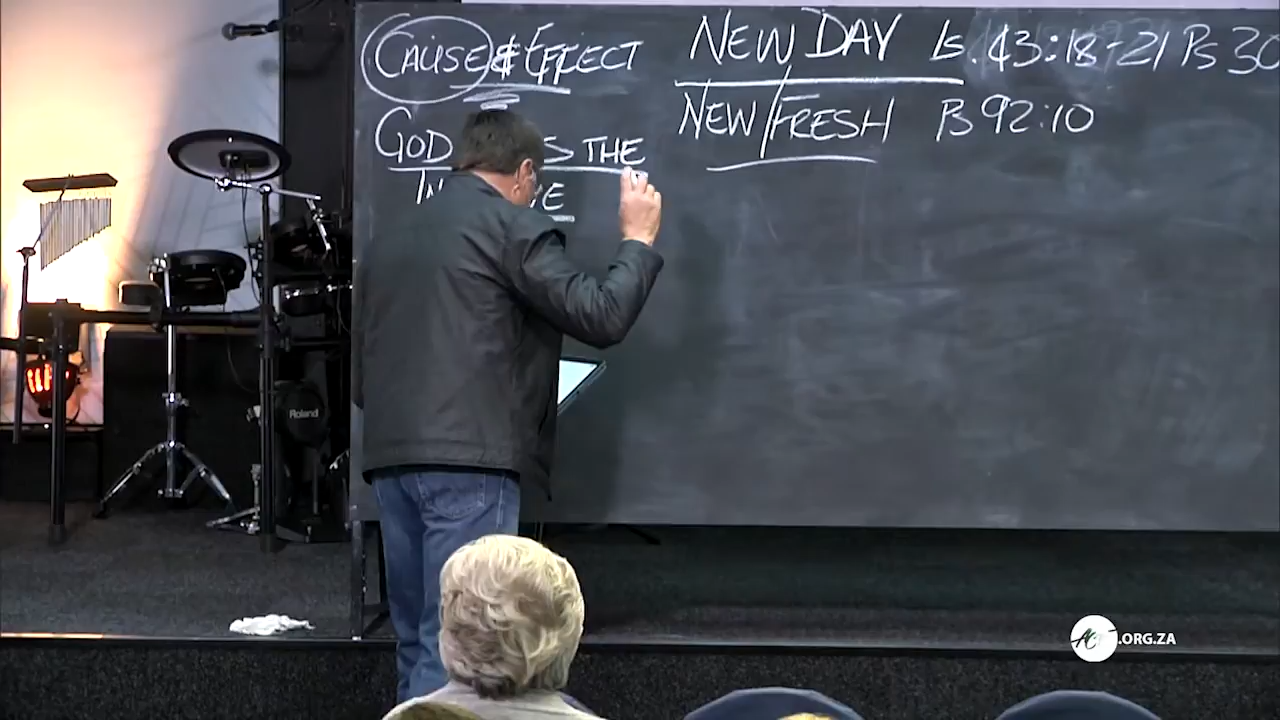 CAUSE & EFFECT
GOD THE
NEW DAY Is. 43:18-21 Ps 30
NEW/FRESH Ps 92:10
Roland
.ORG.ZA